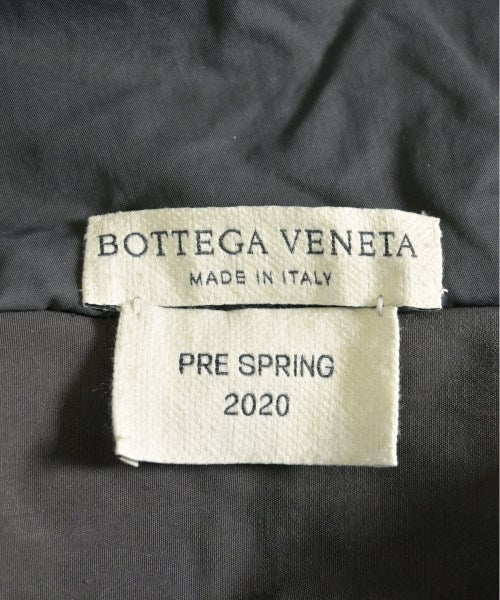 BOTTEGA VENETA
MADE IN ITALY
PRE SPRING
2020